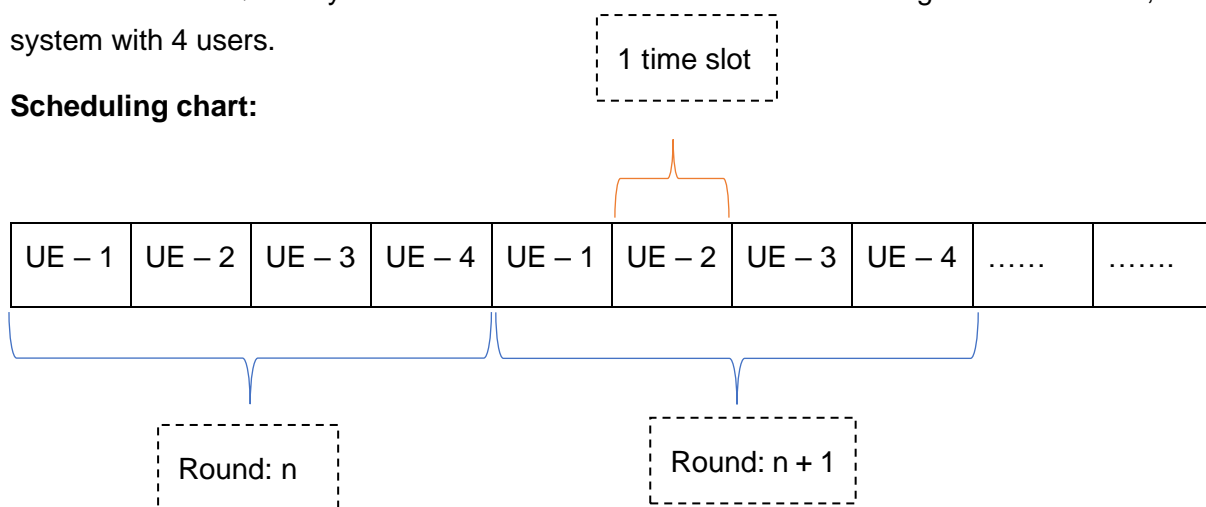 system with 4 users.
1 time slot
Scheduling chart:
UE – 1 UE – 2 UE – 3 UE – 4 UE – 1 UE – 2 UE – 3 UE – 4 …… …….
Round: n
Round: n + 1